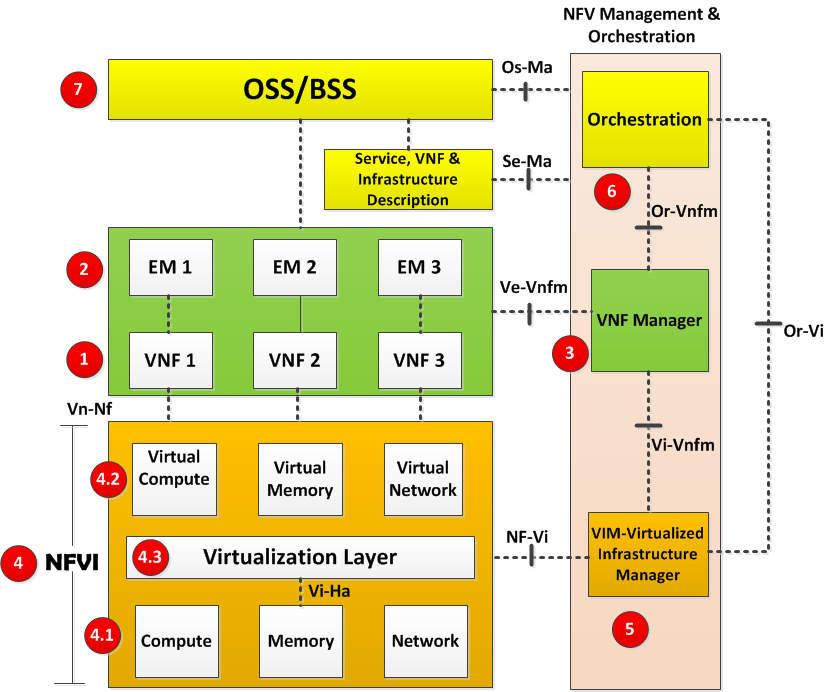 NFV Management &
Orchestration
7
OSS/BSS
Os-Ma
Orchestration
Service, VNF &
Infrastructure
Description
Se-Ma
6
Or-Vnfm
2
EM 1
EM 2
EM 3
Ve-Vnfm
VNF Manager
Or-Vi
1
VNF 1
VNF 2
VNF 3
3
Vn-Nf
Vi-Vnfm
4.2
Virtual
Compute
Virtual
Memory
Virtual
Network
4
NFVI
4.3
Virtualization Layer
NF-Vi
VIM-Virtualized
Infrastructure
Manager
Vi-Ha
4.1
Compute
Memory
Network
5